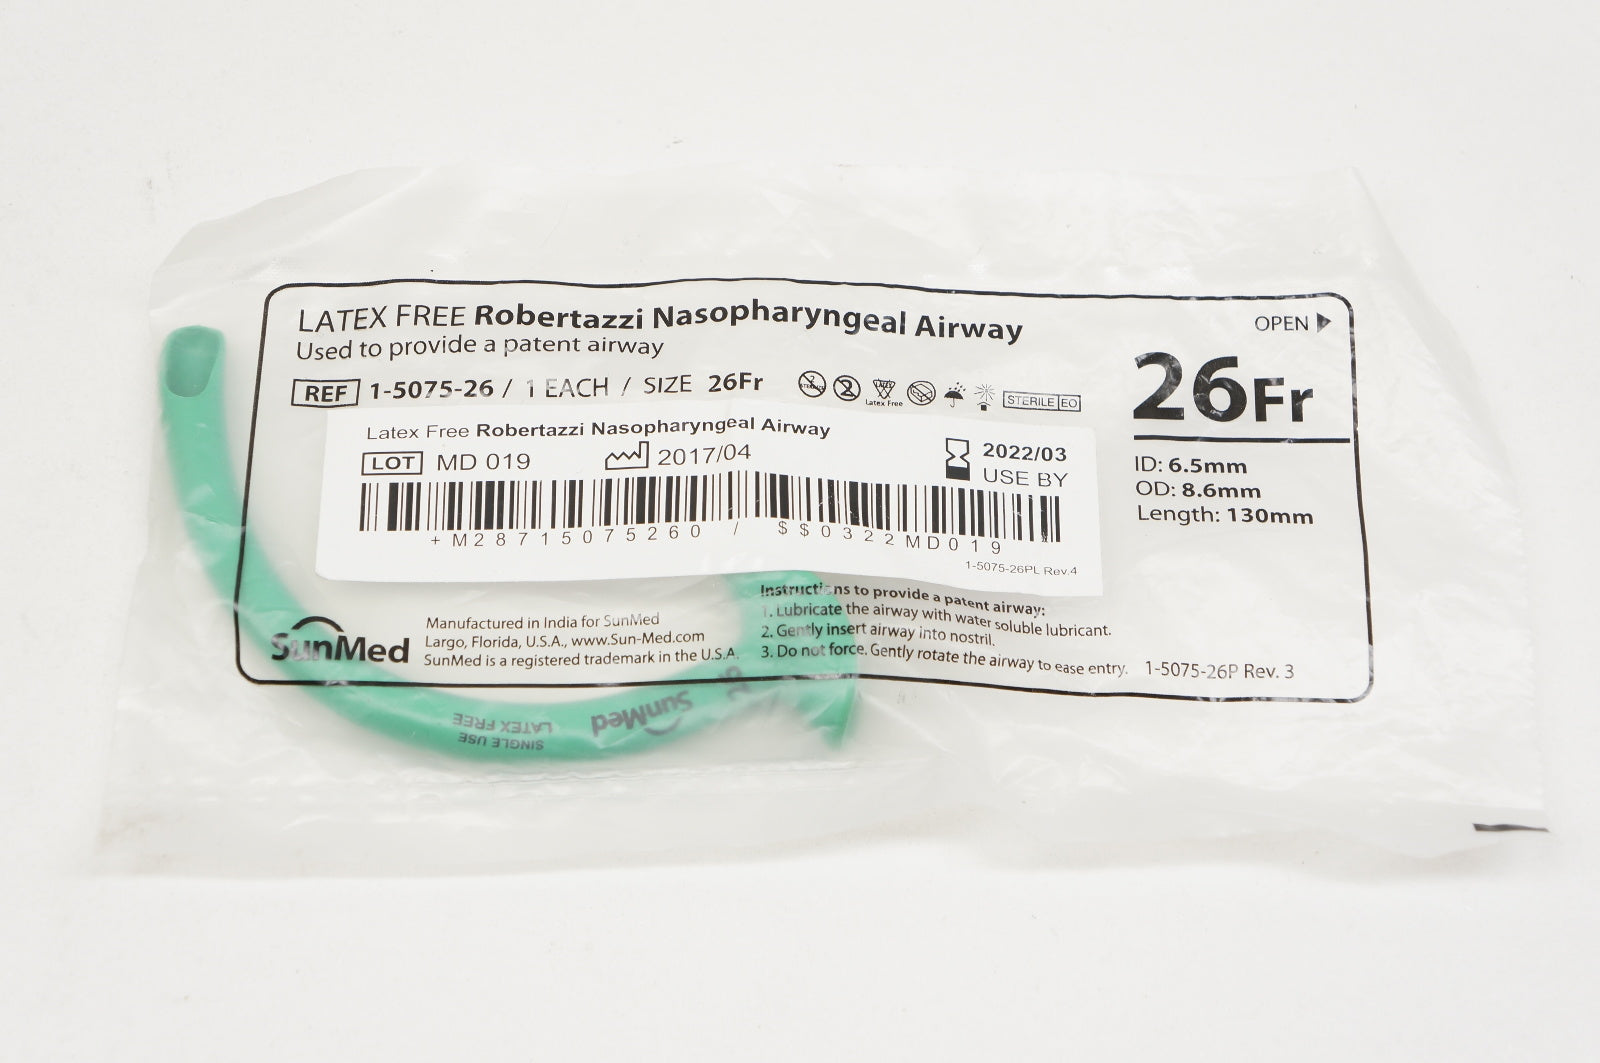 LATEX FREE Robertazzi Nasopharyngeal Airway
Used to provide a patent airway
REF 1-5075-26 / 1 EACH / SIZE 26Fr
Latex Free
STERILE EO
OPEN
26Fr
ID: 6.5mm
OD: 8.6mm
Length: 130mm
Latex Free Robertazzi Nasopharyngeal Airway
LOT MD 019 2017/04
2022/03
USE BY
+M28715075260 / $$0322MD019
1-5075-26PL Rev.4
SunMed
Manufactured in India for SunMed
Largo, Florida, U.S.A., www.Sun-Med.com
SunMed is a registered trademark in the U.S.A.
Instructions to provide a patent airway:
1. Lubricate the airway with water soluble lubricant.
2. Gently insert airway into nostril.
3. Do not force. Gently rotate the airway to ease entry.
1-5075-26P Rev. 3
SunMed
SINGLE USE
LATEX FREE